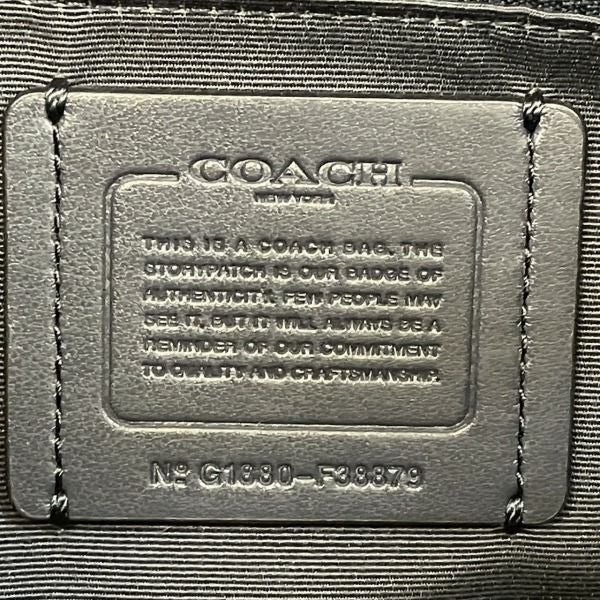 COACH
NEW YORK
THIS IS A COACH BAG. THE
STORYPATCH IS OUR BADGE OF
AUTHENTICITY. FEW PEOPLE MAY
SEE IT, BUT IT WILL ALWAYS BE A
REMINDER OF OUR COMMITMENT
TO QUALITY AND CRAFTSMANSHIP.
Nº G1880-F38879